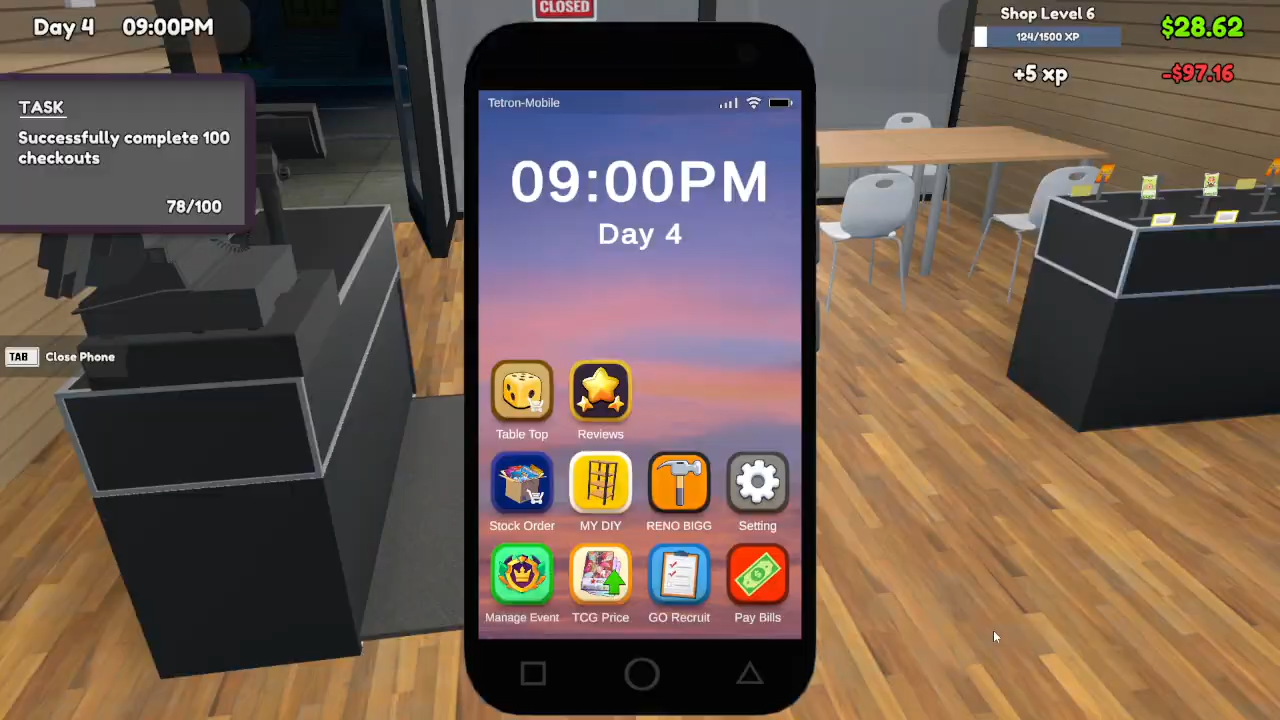 CLOSED
Day 4 09:00PM
Shop Level 6
$28.62
124/1500 XP
+5 xp
-$97.16
TASK
Successfully complete 100
checkouts
78/100
TAB Close Phone
Tetron-Mobile
09:00PM
Day 4
Table Top
Reviews
Stock Order
MY DIY
RENO BIGG
Setting
Manage Event
TCG Price
GO Recruit
Pay Bills